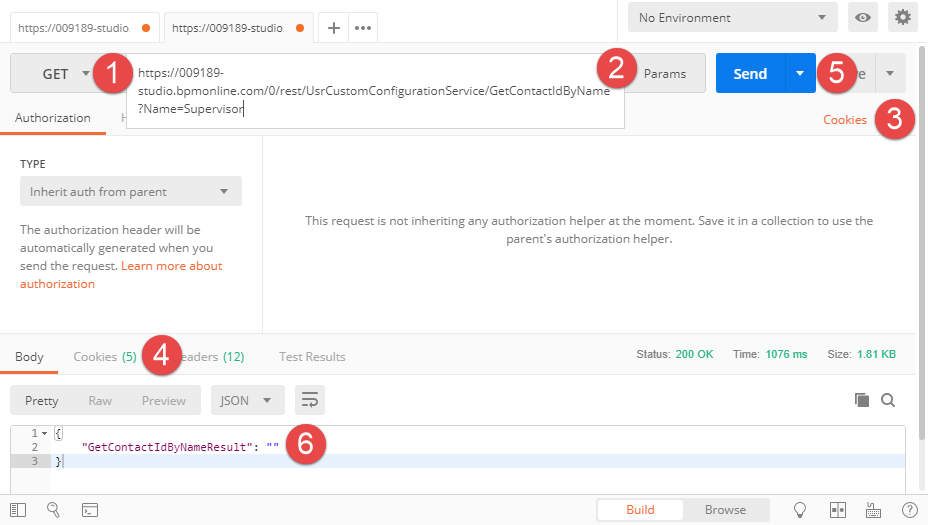 https://009189-studio
https://009189-studio
No Environment
GET
1
https://009189-
studio.bpmonline.com/0/rest/UsrCustomConfigurationService/GetContactIdByName
?Name=Supervisor
2
Params
Send
5
Authorization
Cookies
3
TYPE
Inherit auth from parent
The authorization header will be
automatically generated when you
send the request. Learn more about
authorization
This request is not inheriting any authorization helper at the moment. Save it in a collection to use the
parent's authorization helper.
Body
Cookies (5)
4
eaders (12)
Test Results
Status: 200 OK
Time: 1076 ms
Size: 1.81 KB
Pretty
Raw
Preview
JSON
1 {
2 "GetContactIdByNameResult": ""
3 }
6
Build
Browse